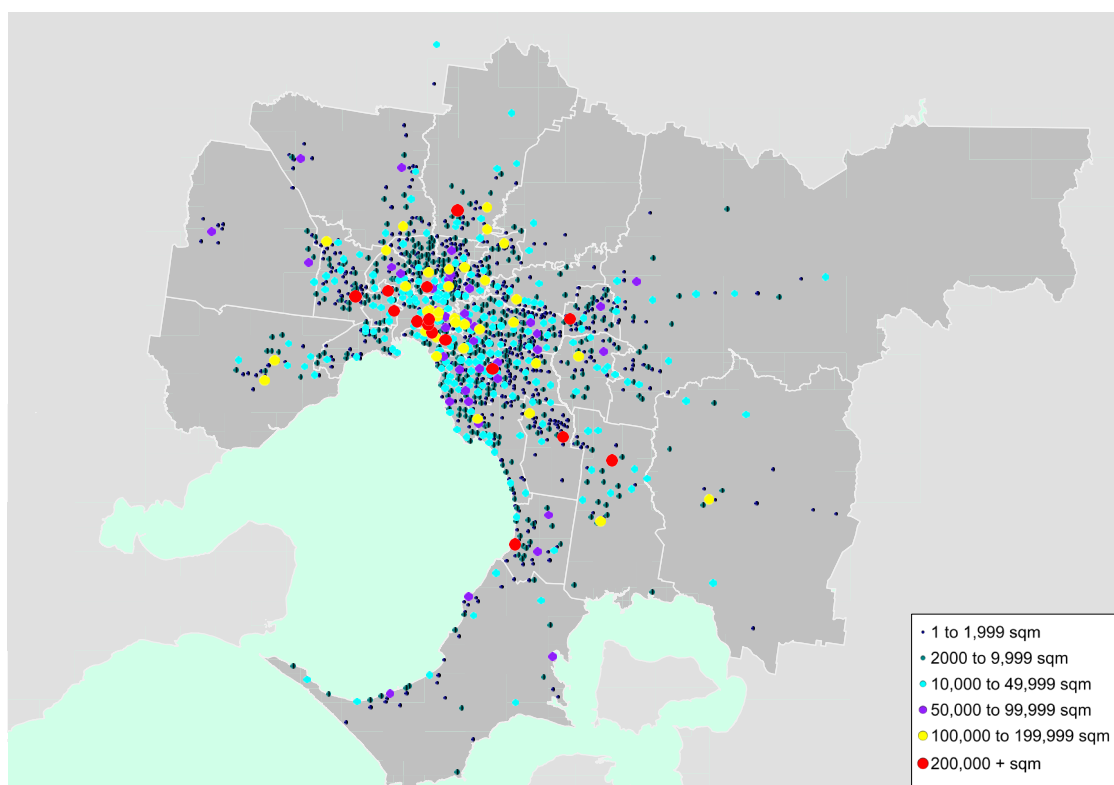 1 to 1,999 sqm
2000 to 9,999 sqm
10,000 to 49,999 sqm
50,000 to 99,999 sqm
100,000 to 199,999 sqm
200,000 + sqm